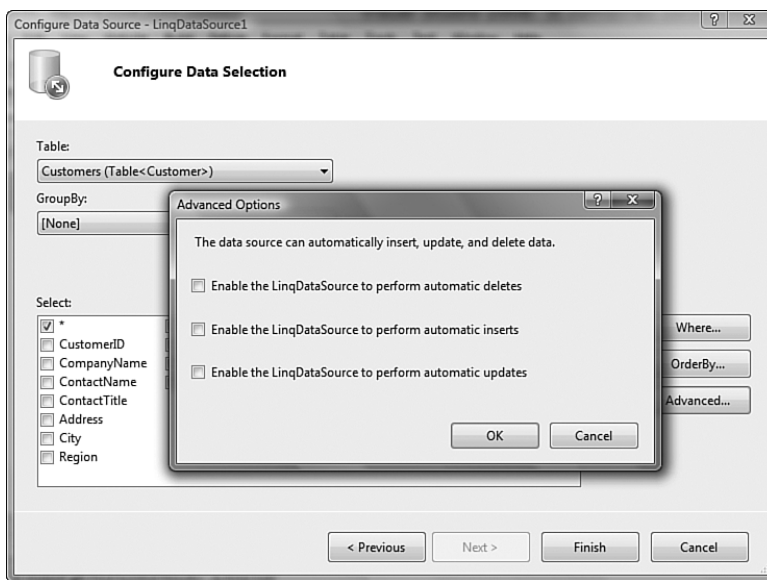 Configure Data Source - LinqDataSource1
Configure Data Selection
Table:
Customers (Table<Customer>)
GroupBy:
[None]
Advanced Options
The data source can automatically insert, update, and delete data.
Enable the LinqDataSource to perform automatic deletes
Enable the LinqDataSource to perform automatic inserts
Enable the LinqDataSource to perform automatic updates
OK
Cancel
Select:
*
CustomerID
CompanyName
ContactName
ContactTitle
Address
City
Region
Where...
OrderBy...
Advanced...
< Previous
Next >
Finish
Cancel